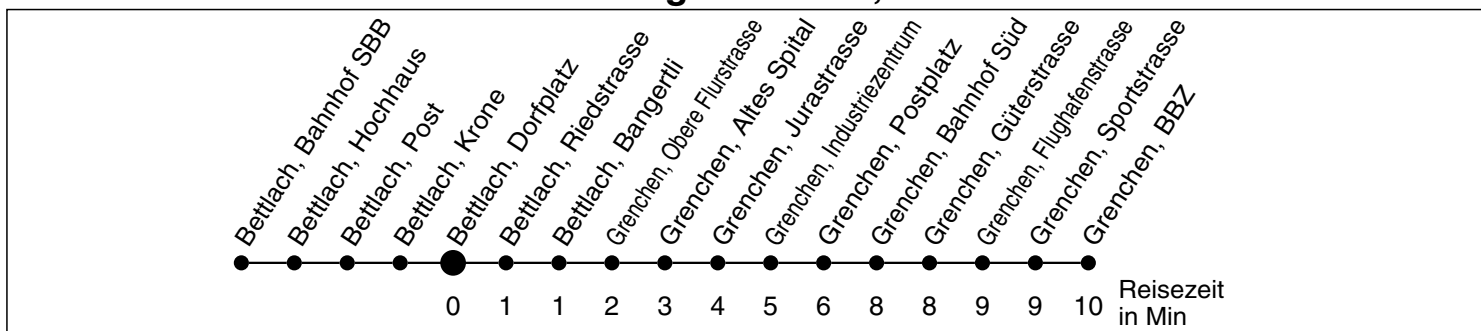 Bettlach, Bahnhof SBB
Bettlach, Hochhaus
Bettlach, Post
Bettlach, Krone
Bettlach, Dorfplatz
Bettlach, Riedstrasse
Bettlach, Bangertli
Grenchen, Obere Flurstrasse
Grenchen, Altes Spital
Grenchen, Jurastrasse
Grenchen, Industriezentrum
Grenchen, Postplatz
Grenchen, Bahnhof Süd
Grenchen, Güterstrasse
Grenchen, Flughafenstrasse
Grenchen, Sportstrasse
Grenchen, BBZ
0 1 1 2 3 4 5 6 8 8 9 9 10 Reisezeit
in Min